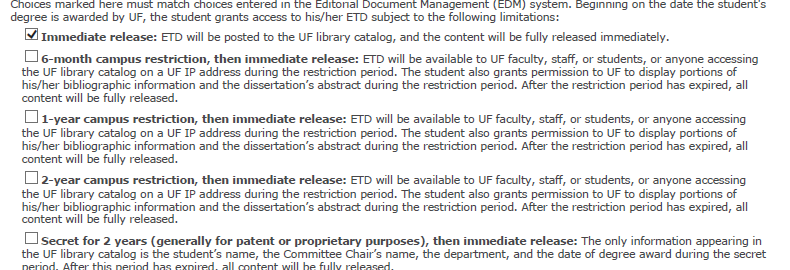 Choices marked here must match choices entered in the Editorial Document Management (EDM) system. Beginning on the date the student's
degree is awarded by UF, the student grants access to his/her ETD subject to the following limitations:
Immediate release: ETD will be posted to the UF library catalog, and the content will be fully released immediately.
6-month campus restriction, then immediate release: ETD will be available to UF faculty, staff, or students, or anyone accessing
the UF library catalog on a UF IP address during the restriction period. The student also grants permission to UF to display portions of
his/her bibliographic information and the dissertation's abstract during the restriction period. After the restriction period has expired, all
content will be fully released.
1-year campus restriction, then immediate release: ETD will be available to UF faculty, staff, or students, or anyone accessing
the UF library catalog on a UF IP address during the restriction period. The student also grants permission to UF to display portions of
his/her bibliographic information and the dissertation's abstract during the restriction period. After the restriction period has expired, all
content will be fully released.
2-year campus restriction, then immediate release: ETD will be available to UF faculty, staff, or students, or anyone accessing
the UF library catalog on a UF IP address during the restriction period. The student also grants permission to UF to display portions of
his/her bibliographic information and the dissertation's abstract during the restriction period. After the restriction period has expired, all
content will be fully released.
Secret for 2 years (generally for patent or proprietary purposes), then immediate release: The only information appearing in
the UF library catalog is the student's name, the Committee Chair's name, the department, and the date of degree award during the secret
period. After this period has expired, all content will be fully released.